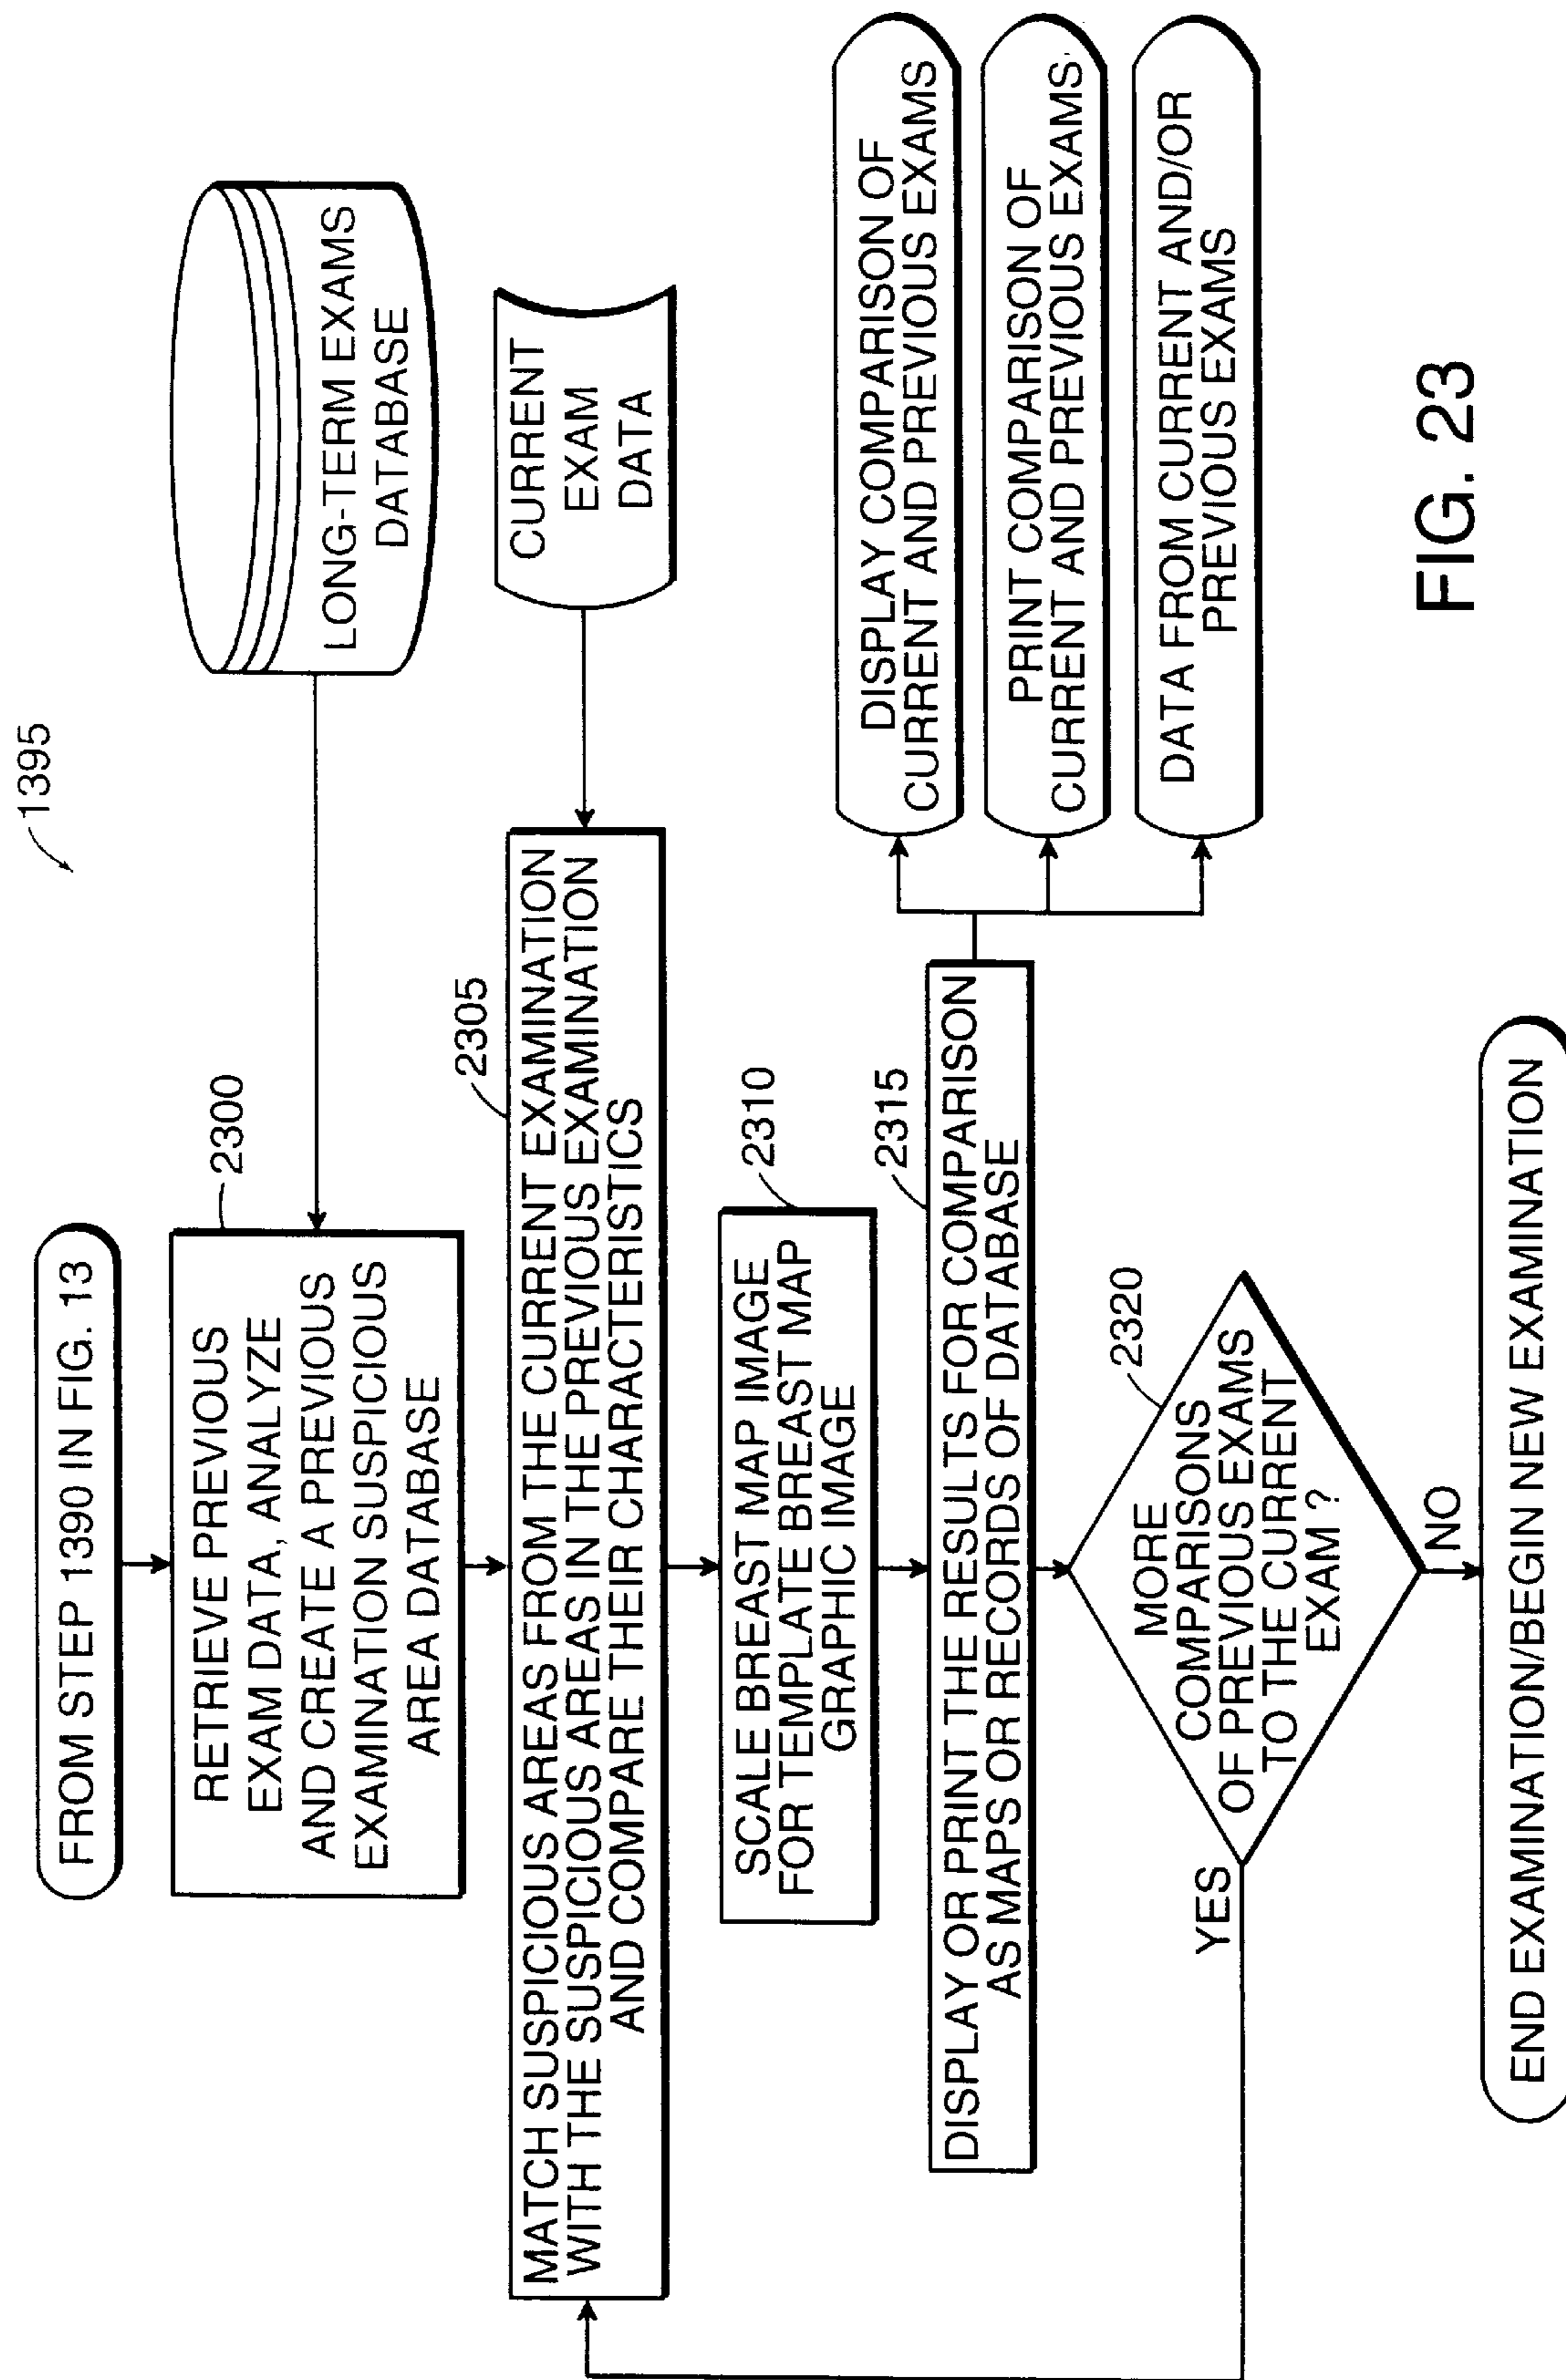 1395
FROM STEP 1390 IN FIG. 13
2300
RETRIEVE PREVIOUS
EXAM DATA, ANALYZE
AND CREATE A PREVIOUS
EXAMINATION SUSPICIOUS
AREA DATABASE
LONG-TERM EXAMS
DATABASE
2305
MATCH SUSPICIOUS AREAS FROM THE CURRENT EXAMINATION
WITH THE SUSPICIOUS AREAS IN THE PREVIOUS EXAMINATION
AND COMPARE THEIR CHARACTERISTICS
CURRENT
EXAM
DATA
2310
SCALE BREAST MAP IMAGE
FOR TEMPLATE BREAST MAP
GRAPHIC IMAGE
2315
DISPLAY OR PRINT THE RESULTS FOR COMPARISON
AS MAPS OR RECORDS OF DATABASE
DISPLAY COMPARISON OF
CURRENT AND PREVIOUS EXAMS
PRINT COMPARISON OF
CURRENT AND PREVIOUS EXAMS
DATA FROM CURRENT AND/OR
PREVIOUS EXAMS
2320
MORE
COMPARISONS
OF PREVIOUS EXAMS
TO THE CURRENT
EXAM ?
YES
NO
END EXAMINATION/BEGIN NEW EXAMINATION
FIG. 23